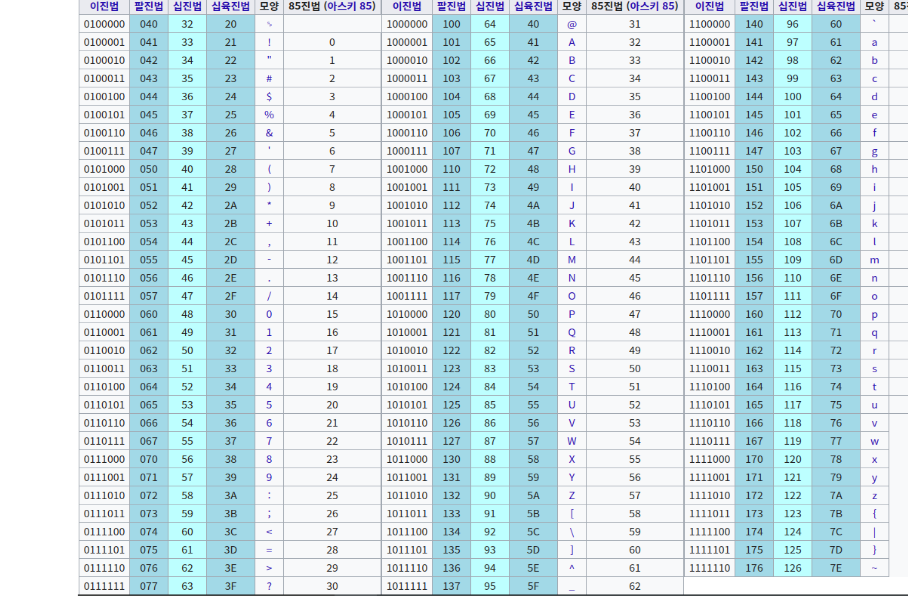 이진법 팔진법 십진법 십육진법 모양 85진법 (아스키 85) 이진법 팔진법 십진법 십육진법 모양 85진법 (아스키 85) 이진법 팔진법 십진법 십육진법 모양 85
0100000 040 32 20 ␠ 1000000 100 64 40 @ 31 1100000 140 96 60 `
0100001 041 33 21 ! 0 1000001 101 65 41 A 32 1100001 141 97 61 a
0100010 042 34 22 " 1 1000010 102 66 42 B 33 1100010 142 98 62 b
0100011 043 35 23 # 2 1000011 103 67 43 C 34 1100011 143 99 63 c
0100100 044 36 24 $ 3 1000100 104 68 44 D 35 1100100 144 100 64 d
0100101 045 37 25 % 4 1000101 105 69 45 E 36 1100101 145 101 65 e
0100110 046 38 26 & 5 1000110 106 70 46 F 37 1100110 146 102 66 f
0100111 047 39 27 ' 6 1000111 107 71 47 G 38 1100111 147 103 67 g
0101000 050 40 28 ( 7 1001000 110 72 48 H 39 1101000 150 104 68 h
0101001 051 41 29 ) 8 1001001 111 73 49 I 40 1101001 151 105 69 i
0101010 052 42 2A * 9 1001010 112 74 4A J 41 1101010 152 106 6A j
0101011 053 43 2B + 10 1001011 113 75 4B K 42 1101011 153 107 6B k
0101100 054 44 2C , 11 1001100 114 76 4C L 43 1101100 154 108 6C l
0101101 055 45 2D - 12 1001101 115 77 4D M 44 1101101 155 109 6D m
0101110 056 46 2E . 13 1001110 116 78 4E N 45 1101110 156 110 6E n
0101111 057 47 2F / 14 1001111 117 79 4F O 46 1101111 157 111 6F o
0110000 060 48 30 0 15 1010000 120 80 50 P 47 1110000 160 112 70 p
0110001 061 49 31 1 16 1010001 121 81 51 Q 48 1110001 161 113 71 q
0110010 062 50 32 2 17 1010010 122 82 52 R 49 1110010 162 114 72 r
0110011 063 51 33 3 18 1010011 123 83 53 S 50 1110011 163 115 73 s
0110100 064 52 34 4 19 1010100 124 84 54 T 51 1110100 164 116 74 t
0110101 065 53 35 5 20 1010101 125 85 55 U 52 1110101 165 117 75 u
0110110 066 54 36 6 21 1010110 126 86 56 V 53 1110110 166 118 76 v
0110111 067 55 37 7 22 1010111 127 87 57 W 54 1110111 167 119 77 w
0111000 070 56 38 8 23 1011000 130 88 58 X 55 1111000 170 120 78 x
0111001 071 57 39 9 24 1011001 131 89 59 Y 56 1111001 171 121 79 y
0111010 072 58 3A : 25 1011010 132 90 5A Z 57 1111010 172 122 7A z
0111011 073 59 3B ; 26 1011011 133 91 5B [ 58 1111011 173 123 7B {
0111100 074 60 3C < 27 1011100 134 92 5C \ 59 1111100 174 124 7C |
0111101 075 61 3D = 28 1011101 135 93 5D ] 60 1111101 175 125 7D }
0111110 076 62 3E > 29 1011110 136 94 5E ^ 61 1111110 176 126 7E ~
0111111 077 63 3F ? 30 1011111 137 95 5F _ 62